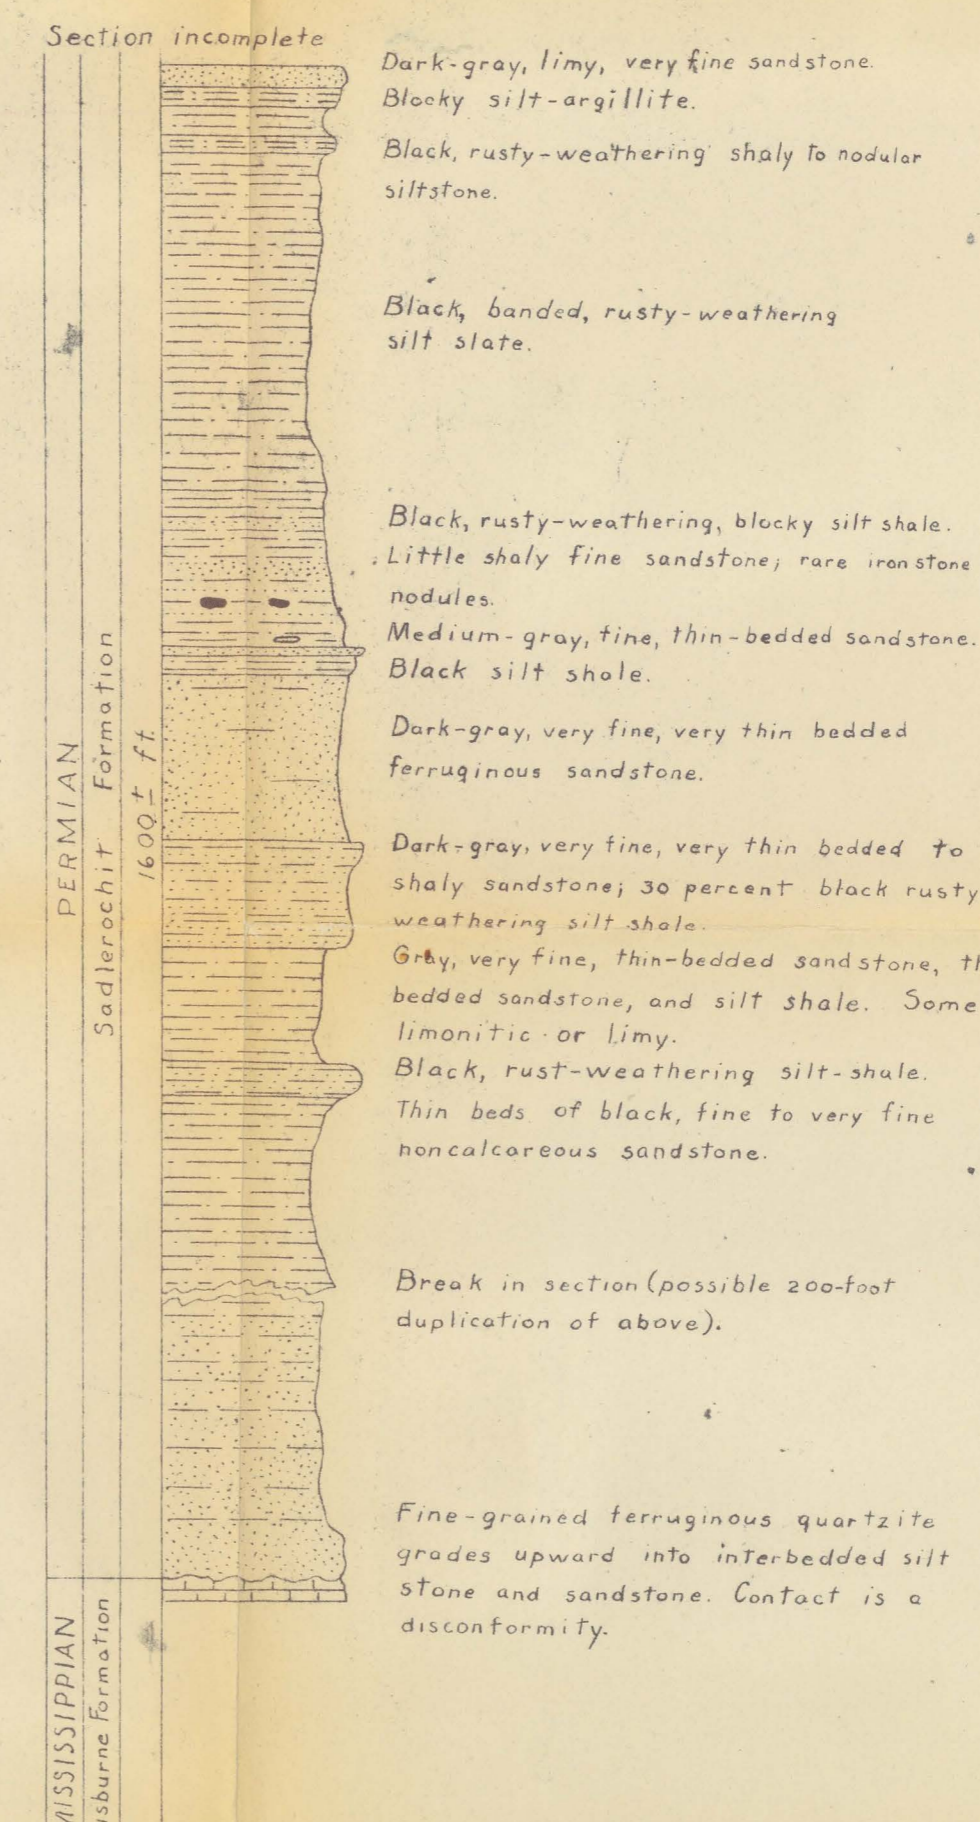 Section incomplete
Dark-gray, limy, very fine sandstone.
Blocky silt-argillite.
Black, rusty-weathering shaly to nodular
siltstone.
Black, banded, rusty-weathering
silt slate.
Black, rusty-weathering, blocky silt shale.
Little shaly fine sandstone; rare ironstone
nodules.
Medium-gray, fine, thin-bedded sandstone.
Black silt shale.
Dark-gray, very fine, very thin bedded
ferruginous sandstone.
Dark-gray, very fine, very thin bedded to
shaly sandstone; 30 percent black rusty
weathering silt shale.
Gray, very fine, thin-bedded sandstone,
bedded sandstone, and silt shale. Some
limonitic or limy.
Black, rust-weathering silt-shale.
Thin beds of black, fine to very fine
noncalcareous sandstone.
Break in section (possible 200-foot
duplication of above).
Fine-grained ferruginous quartzite
grades upward into interbedded silt
stone and sandstone. Contact is a
disconformity.
PERMIAN
Sadlerochit Formation
1600± ft.
MISSISSIPPIAN
sburne Formation